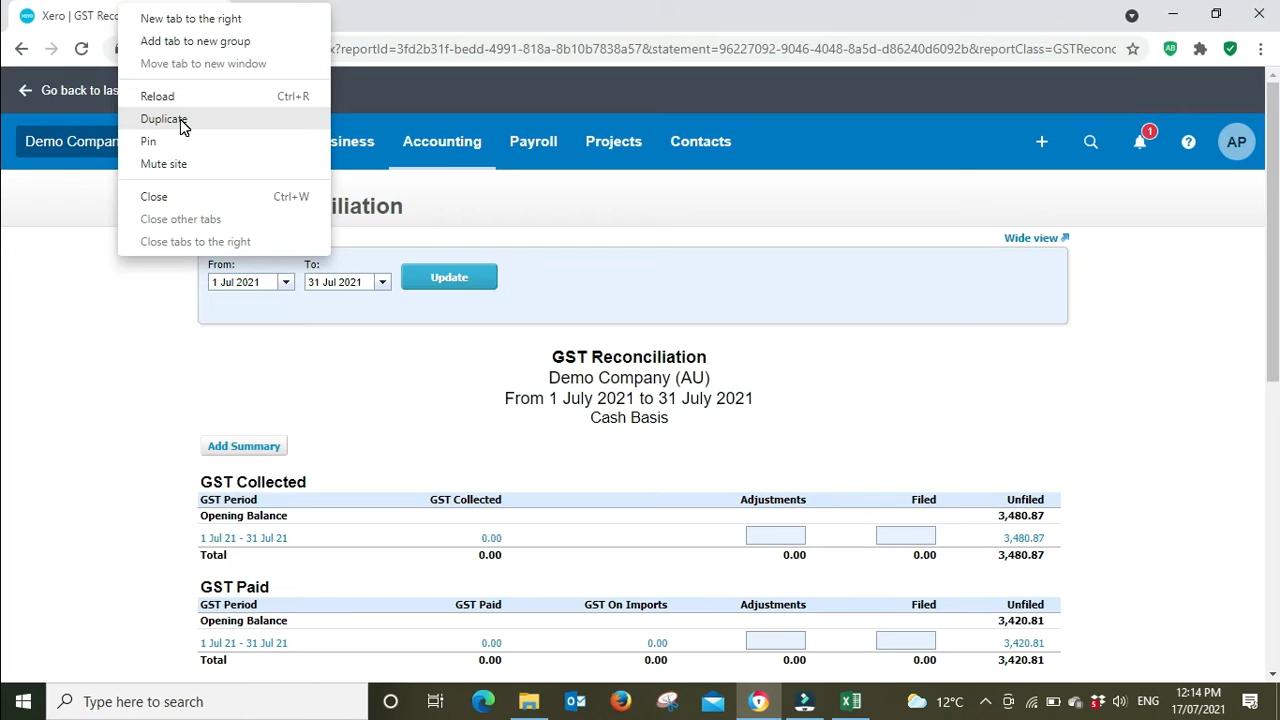 Xero | GST Reco
New tab to the right
Add tab to new group
Move tab to new window
Reload Ctrl+R
Duplicate
Pin
Mute site
Close Ctrl+W
Close other tabs
Close tabs to the right
x?reportId=3fd2b31f-bedd-4991-818a-8b10b7838a57&statement=96227092-9046-4048-8a5d-d86240d6092b&reportClass=GSTReconc
Go back to las
Demo Compan
siness Accounting Payroll Projects Contacts 1 AP
iliation
Wide view
From: To:
1 Jul 2021 31 Jul 2021 Update
GST Reconciliation
Demo Company (AU)
From 1 July 2021 to 31 July 2021
Cash Basis
Add Summary
GST Collected
GST Period GST Collected Adjustments Filed Unfiled
Opening Balance 3,480.87
1 Jul 21 - 31 Jul 21 0.00 3,480.87
Total 0.00 0.00 0.00 3,480.87
GST Paid
GST Period GST Paid GST On Imports Adjustments Filed Unfiled
Opening Balance 3,420.81
1 Jul 21 - 31 Jul 21 0.00 0.00 3,420.81
Total 0.00 0.00 0.00 0.00 3,420.81
Type here to search
12°C ENG
12:14 PM
17/07/2021